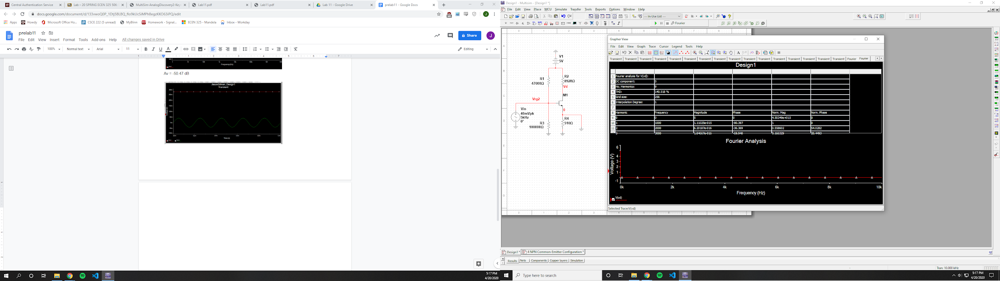 Central Authentication Service
Lab – 20 SPRING ECEN 325 506:
MultiSim-AnalogDiscovery2-Key
Lab11.pdf
Lab11.pdf
Lab 11 - Google Drive
prelab11 - Google Docs
docs.google.com/document/d/133vwoQ0P_1Dtj5BLBQ_flo9kUcSiMPh8egzKKO63iPQ/edit
Apps
Howdy
Microsoft Office Ho...
CSCE 222 (5 unread)
MyBlinn
Homework - Signal...
ECEN 325 - Mandela
Inbox - Workday
prelab11
File Edit View Insert Format Tools Add-ons Help All changes saved in Drive
Share
J
100% Normal text Arial 11 B I U A
Editing
Frequency(Hz)
Av = -50.47 dB
JasonGilman_Design1
Transient
Voltage (V)
Time (s)
5:17 PM
4/20/2020
Design1 - Multisim - [Design1 *]
File Edit View Place MCU Simulate Transfer Tools Reports Options Window Help
--- In-Use List ---
Fourier
V1
5V
R1
47000Ω
R2
8928Ω
Vd
M1
Vrg2
0
Vin
40mVpk
5kHz
0°
R3
100000Ω
R4
510Ω
Grapher View
File Edit View Graph Trace Cursor Legend Tools Help
Transient Transient Transient Transient Transient Transient Transient Transient Transient Transient Transient Transient Transient Transient Transient Transient Fourier Fourier
Design1
1 Fourier analysis for V(vd):
2 DC component: 5
3 No. Harmonics: 9
4 THD: 140.518 %
5 Grid size: 256
6 Interpolation Degree: 1
7
8 Harmonic Frequency Magnitude Phase Norm. Mag Norm. Phase
9 0 0 5 0 4.50349e+015 0
10 1 1000 1.11025e-015 -90.397 1 0
11 2 2000 6.20187e-016 -36.369 0.558602 54.0282
Fourier Analysis
Voltage (V)
6
4
3
2
1
-1
0k 2k 4k 6k 8k 10k
Frequency (Hz)
V(vd)
Selected Trace:V(vd)
Design1 *
4 NPN Common-Emitter Configuration *
Results Nets Components Copper layers Simulation
Tran: 10.000 kHz
Type here to search
5:17 PM
4/20/2020